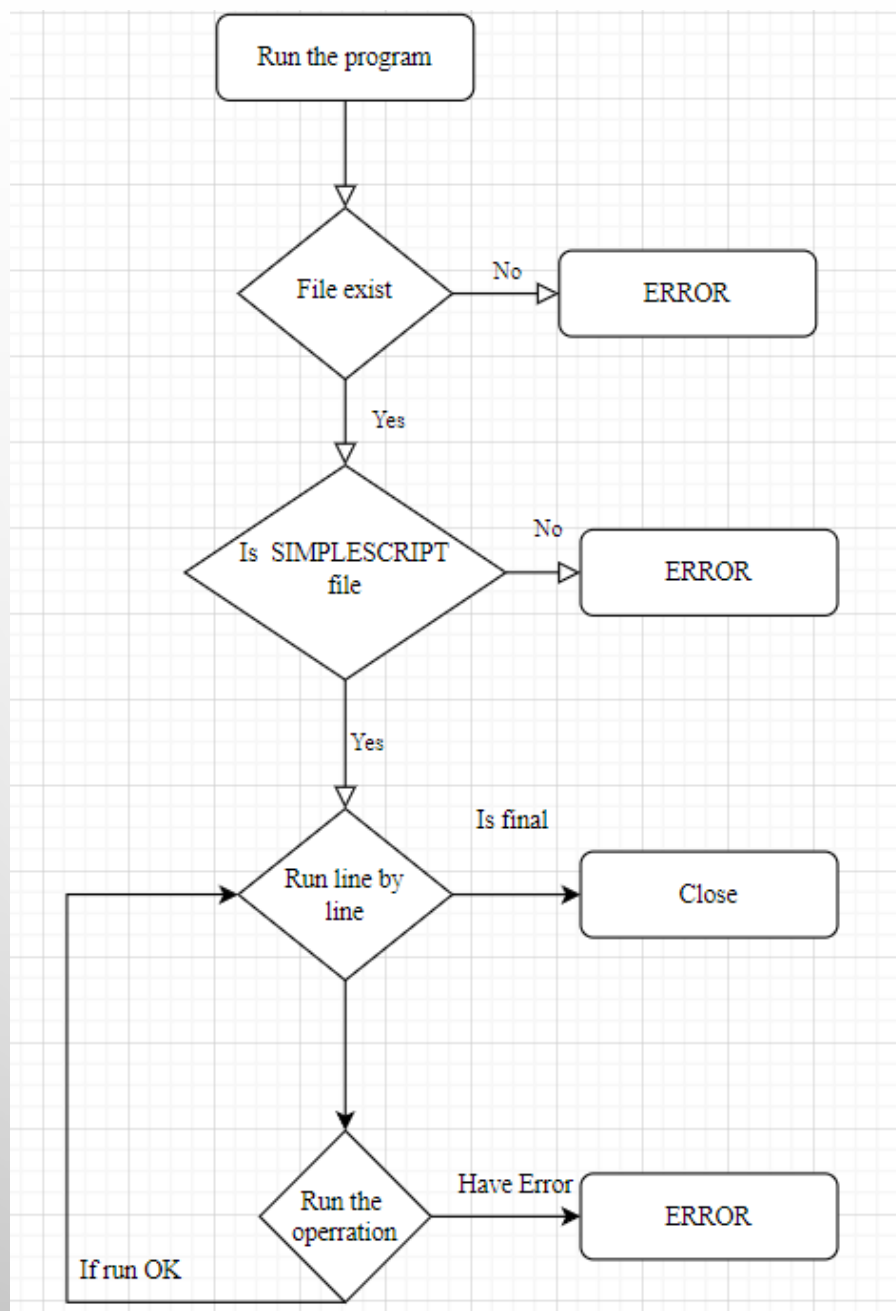 Run the program
File exist
No
ERROR
Yes
Is SIMPLESCRIPT
file
No
ERROR
Yes
Is final
Run line by
line
Close
Have Error
Run the
operration
ERROR
If run OK